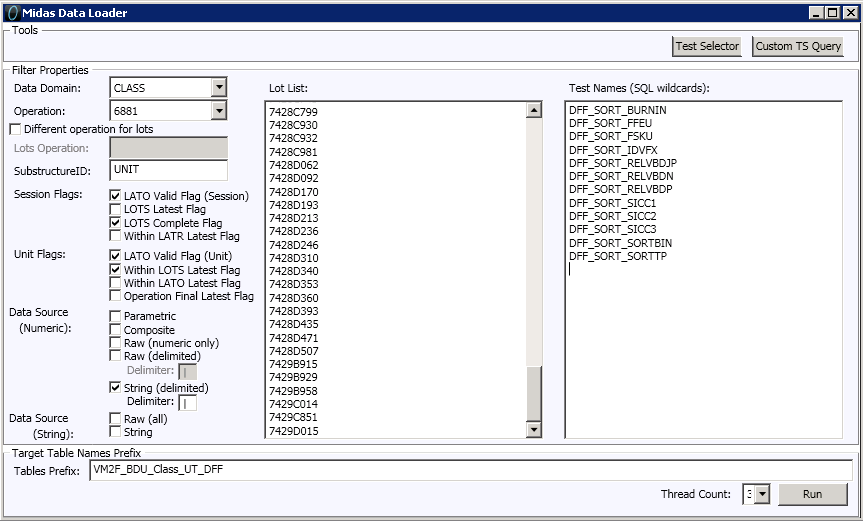 Midas Data Loader
Tools
Test Selector
Custom TS Query
Filter Properties
Data Domain:
CLASS
Operation:
6881
Different operation for lots
Lots Operation:
SubstructureID:
UNIT
Session Flags:
LATO Valid Flag (Session)
LOTS Latest Flag
LOTS Complete Flag
Within LATR Latest Flag
Unit Flags:
LATO Valid Flag (Unit)
Within LOTS Latest Flag
Within LATO Latest Flag
Operation Final Latest Flag
Data Source
(Numeric):
Parametric
Composite
Raw (numeric only)
Raw (delimited)
Delimiter: |
String (delimited)
Delimiter: |
Data Source
(String):
Raw (all)
String
Lot List:
7428C799
7428C930
7428C932
7428C981
7428D062
7428D092
7428D170
7428D193
7428D213
7428D236
7428D246
7428D310
7428D340
7428D353
7428D360
7428D393
7428D435
7428D471
7428D507
7429B915
7429B929
7429B958
7429C014
7429C851
7429D015
Test Names (SQL wildcards):
DFF_SORT_BURNIN
DFF_SORT_FFEU
DFF_SORT_FSKU
DFF_SORT_IDVFX
DFF_SORT_RELVBDJP
DFF_SORT_RELVBDN
DFF_SORT_RELVBDP
DFF_SORT_SICC1
DFF_SORT_SICC2
DFF_SORT_SICC3
DFF_SORT_SORTBIN
DFF_SORT_SORTTP
Target Table Names Prefix
Tables Prefix:
VM2F_BDU_Class_UT_DFF
Thread Count:
3
Run